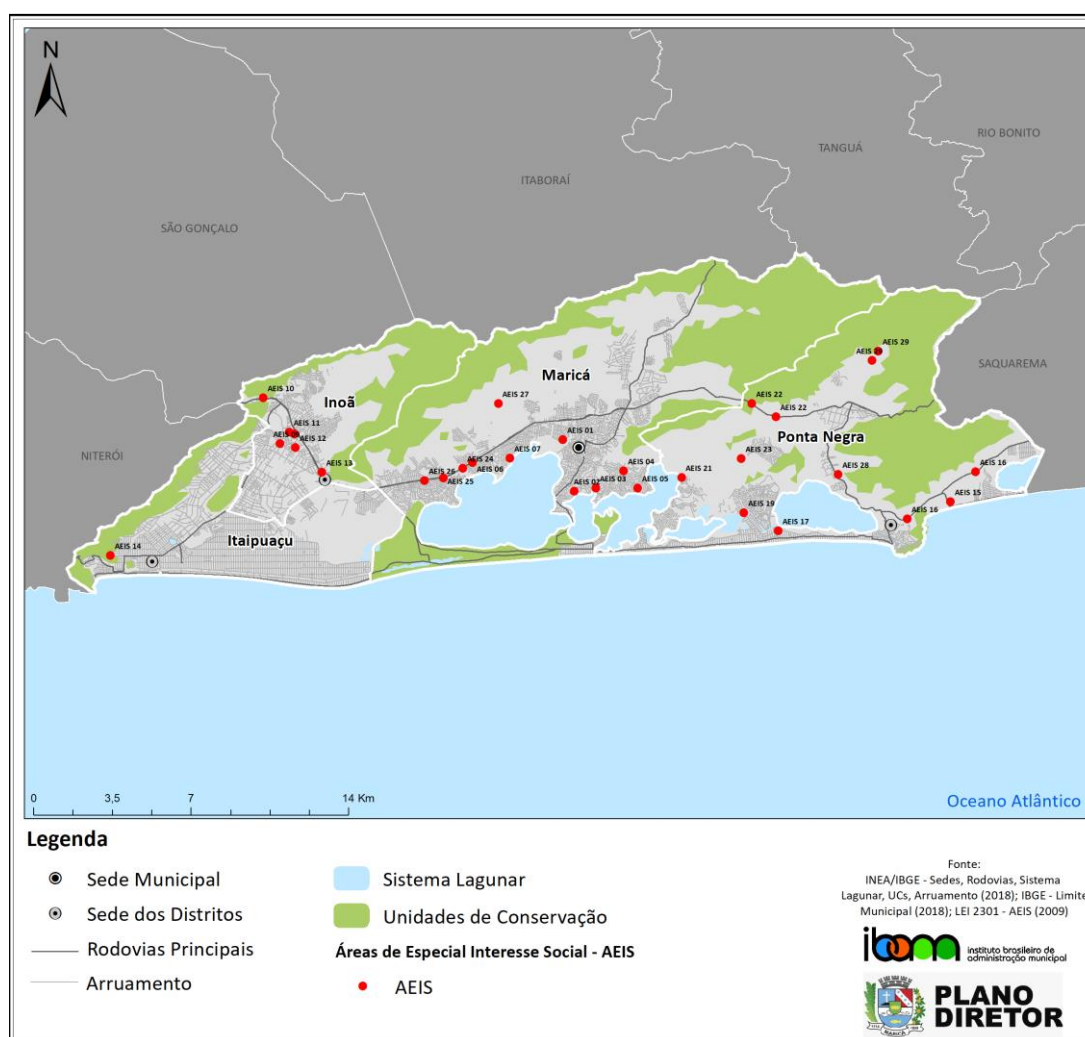 N
RIO BONITO
TANGUÁ
ITABORAÍ
SÃO GONÇALO
AEIS 29
AEIS 29
SAQUAREMA
Maricá
AEIS 10
Inoã
AEIS 27
AEIS 22
AEIS 22
AEIS 11
AEIS 12
AEIS 01
Ponta Negra
NITERÓI
AEIS 13
AEIS 24
AEIS 07
AEIS 26
AEIS 06
AEIS 25
AEIS 04
AEIS 23
AEIS 28
AEIS 16
AEIS 21
AEIS 02
AEIS 03
AEIS 05
AEIS 15
AEIS 19
AEIS 16
AEIS 17
Itaipuaçu
AEIS 14
0 3,5 7 14 Km
Oceano Atlântico
Legenda
Sede Municipal
Sede dos Distritos
Rodovias Principais
Arruamento
Sistema Lagunar
Unidades de Conservação
Áreas de Especial Interesse Social - AEIS
AEIS
Fonte:
INEA/IBGE - Sedes, Rodovias, Sistema
Lagunar, UCs, Arruamento (2018); IBGE - Limite
Municipal (2018); LEI 2301 - AEIS (2009)
ibam
instituto brasileiro de
administração municipal
PLANO
DIRETOR
MARICÁ